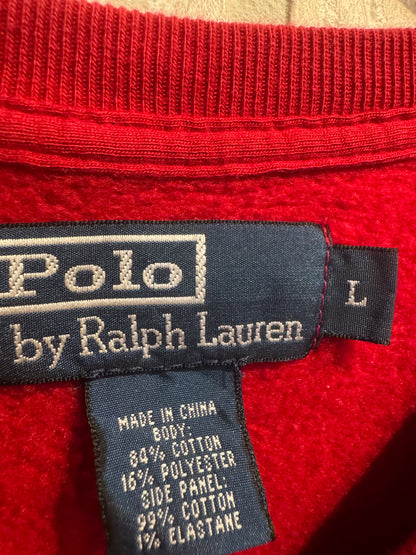 Polo
by Ralph Lauren
L
MADE IN CHINA
BODY:
84% COTTON
16% POLYESTER
SIDE PANEL:
99% COTTON
1% ELASTANE